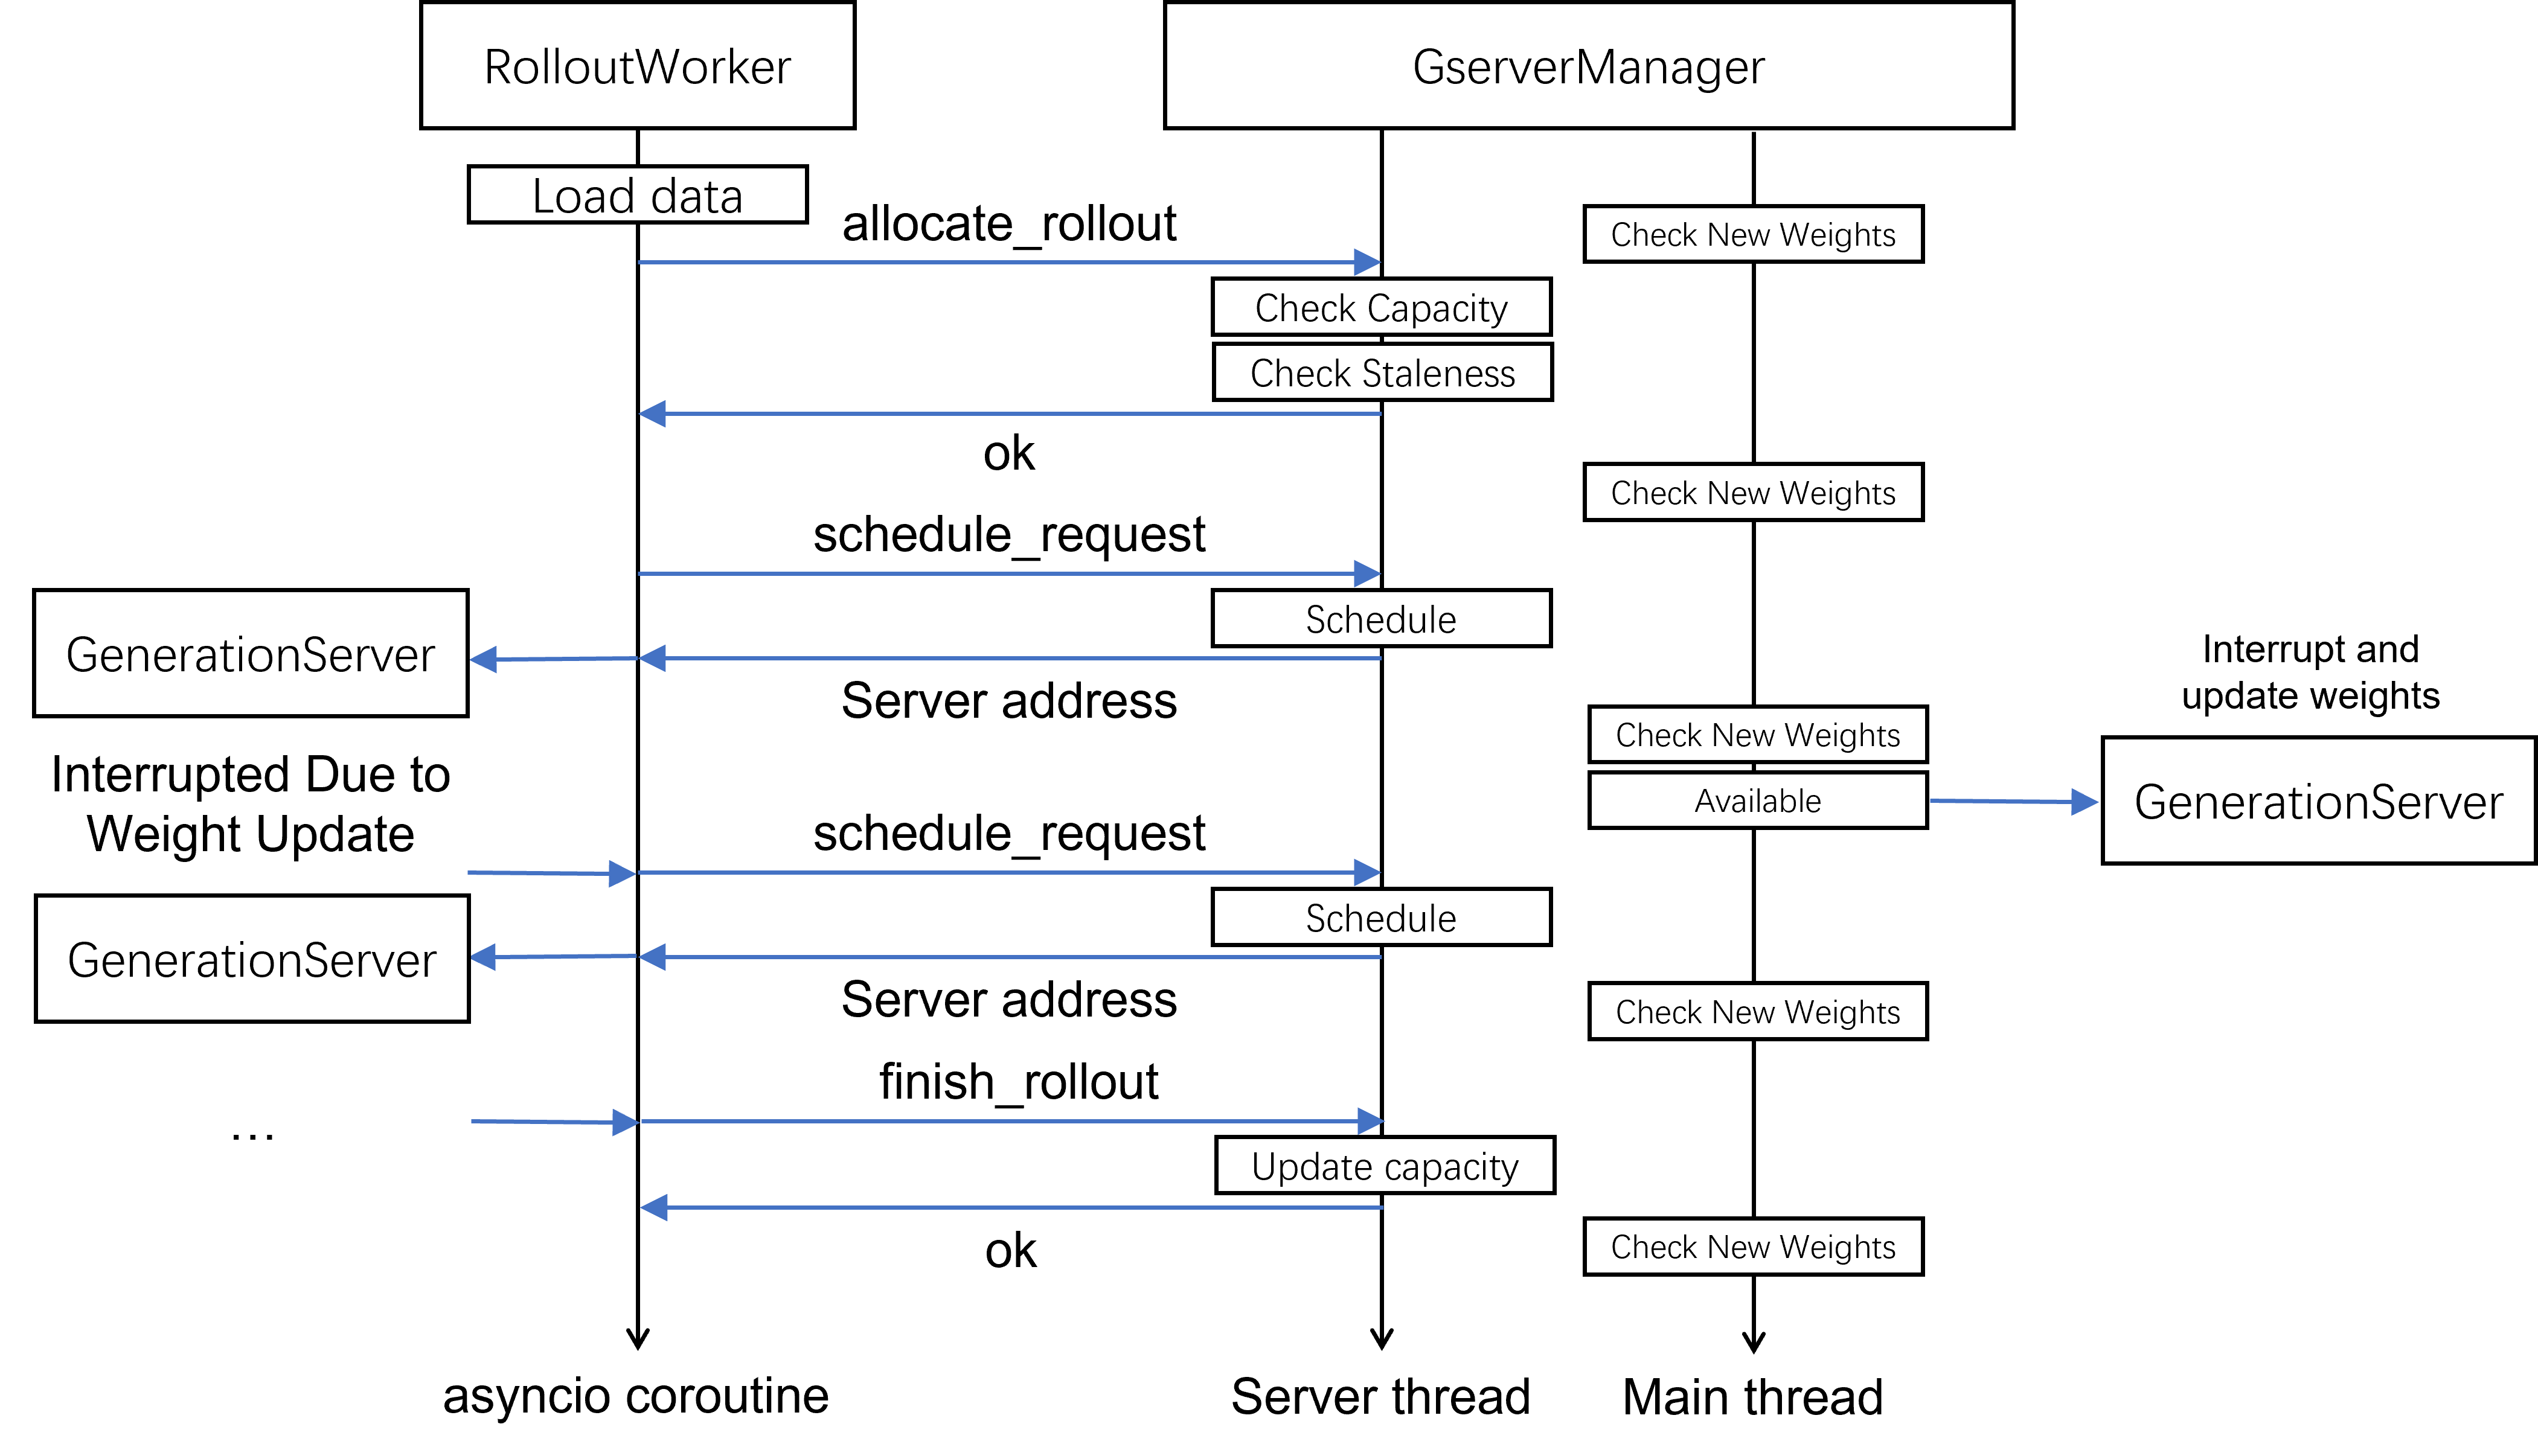 RolloutWorker
GserverManager
Load data
allocate_rollout
Check New Weights
Check Capacity
Check Staleness
ok
Check New Weights
schedule_request
Schedule
GenerationServer
Server address
Interrupt and
update weights
Check New Weights
Available
GenerationServer
Interrupted Due to
Weight Update
schedule_request
Schedule
GenerationServer
Server address
Check New Weights
finish_rollout
...
Update capacity
ok
Check New Weights
asyncio coroutine
Server thread
Main thread